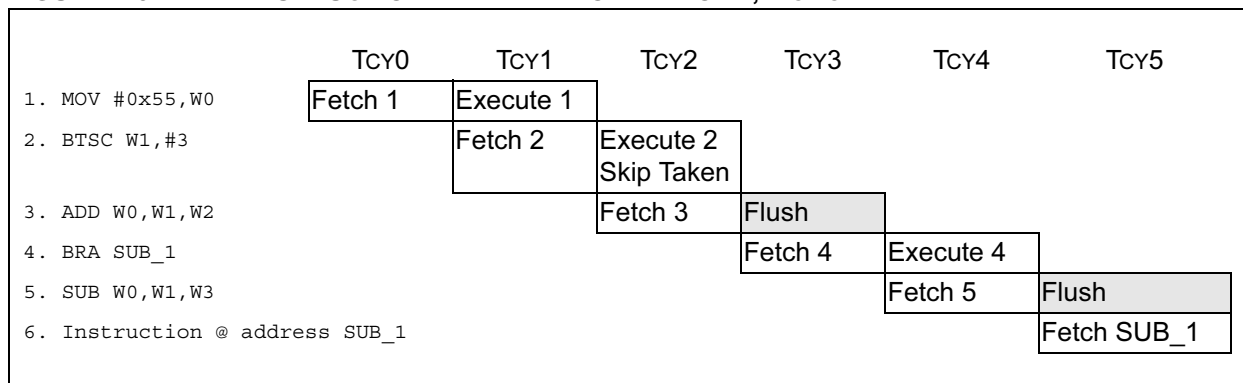 TCY0 TCY1 TCY2 TCY3 TCY4 TCY5
1. MOV #0x55,W0 Fetch 1 Execute 1
2. BTSC W1,#3 Fetch 2 Execute 2
Skip Taken
3. ADD W0,W1,W2 Fetch 3 Flush
4. BRA SUB_1 Fetch 4 Execute 4
5. SUB W0,W1,W3 Fetch 5 Flush
6. Instruction @ address SUB_1 Fetch SUB_1